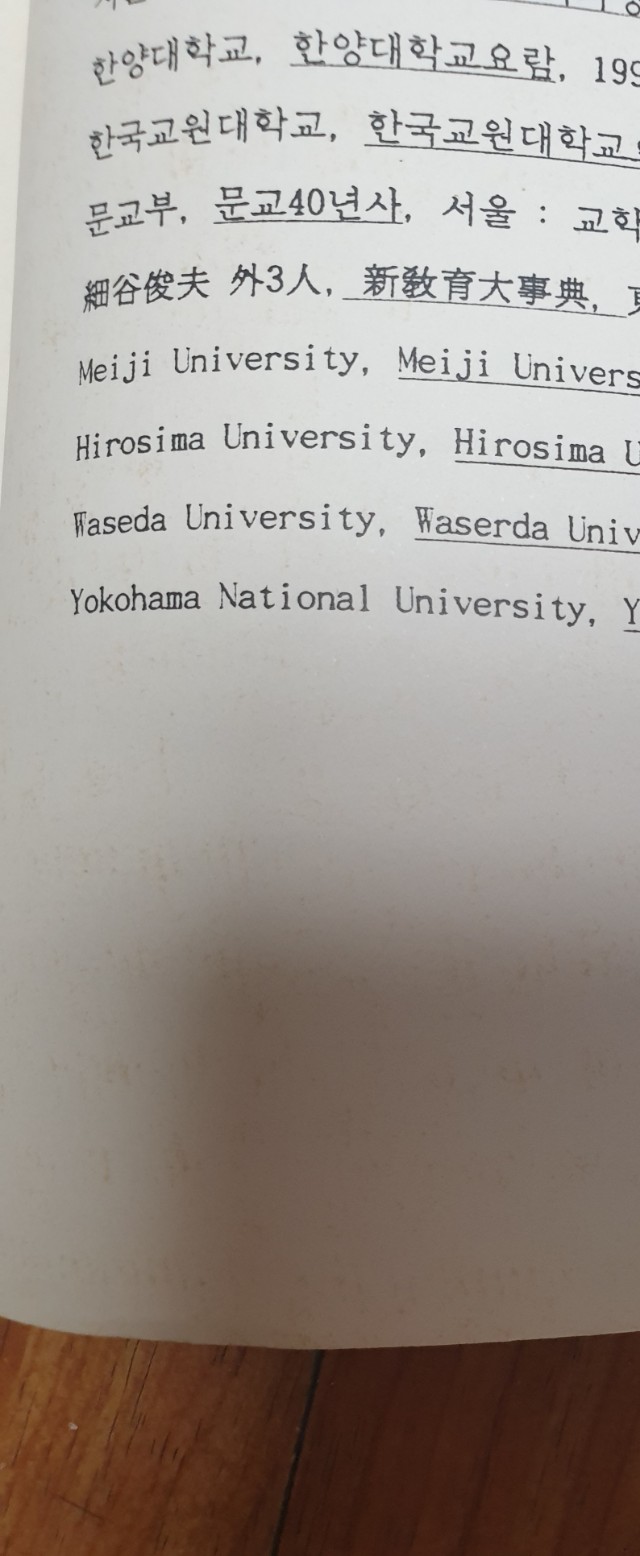 한양대학교, 한양대학교요람, 199
한국교원대학교, 한국교원대학교
문교부, 문교40년사, 서울 : 교학
細谷俊夫 外3人, 新敎育大事典,
Meiji University, Meiji Univers
Hirosima University, Hirosima U
Waseda University, Waserda Univ
Yokohama National University, Y